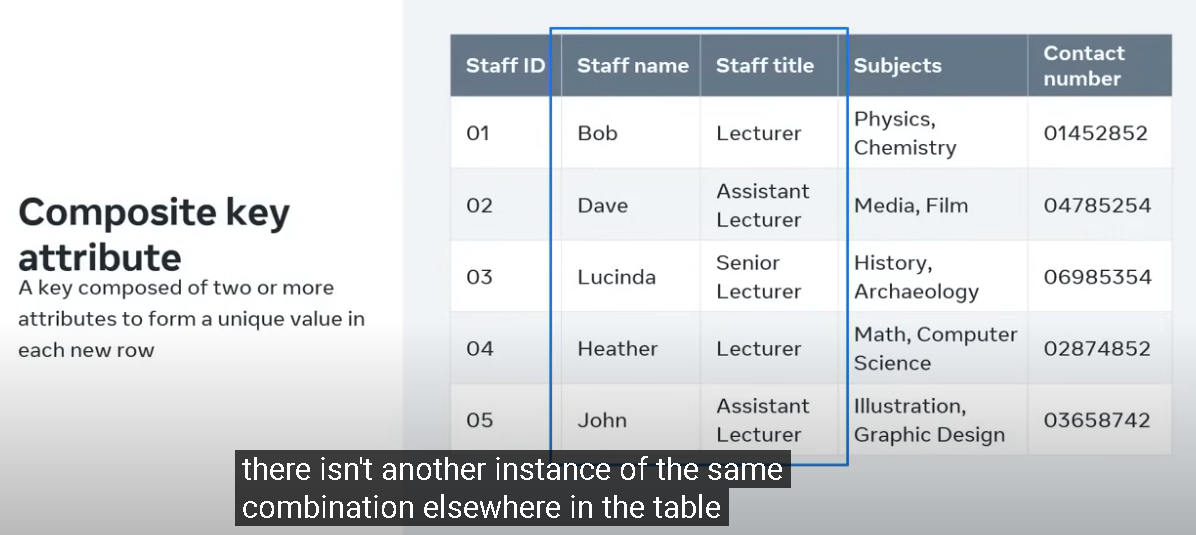 Composite key
attribute
A key composed of two or more
attributes to form a unique value in
each new row
Staff ID Staff name Staff title Subjects Contact
number
01 Bob Lecturer Physics,
Chemistry 01452852
02 Dave Assistant
Lecturer Media, Film 04785254
03 Lucinda Senior
Lecturer History,
Archaeology 06985354
04 Heather Lecturer Math, Computer
Science 02874852
05 John Assistant
Lecturer Illustration,
Graphic Design 03658742
there isn't another instance of the same
combination elsewhere in the table